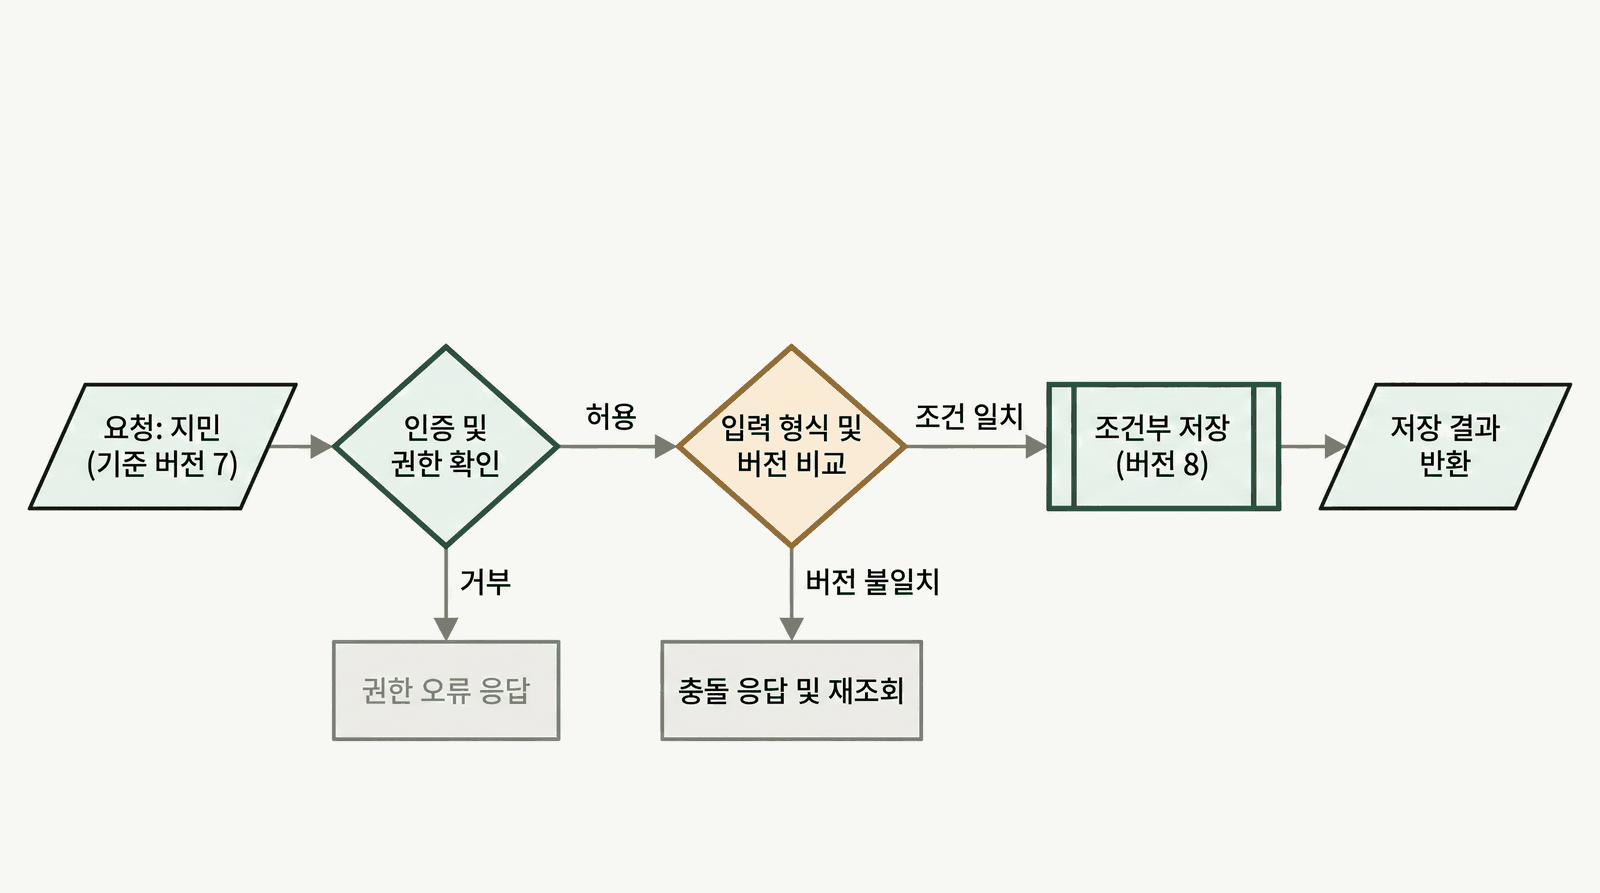 요청: 지민
(기준 버전 7)
인증 및
권한 확인
허용
입력 형식 및
버전 비교
조건 일치
조건부 저장
(버전 8)
저장 결과
반환
거부
버전 불일치
권한 오류 응답
충돌 응답 및 재조회